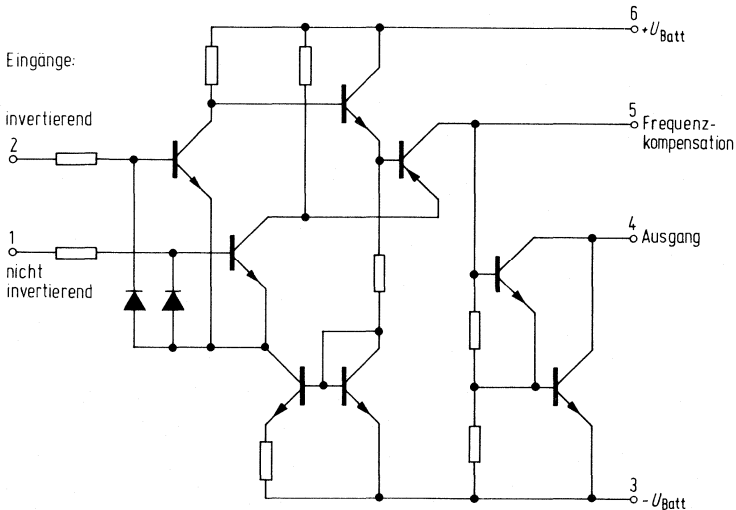 Eingänge:
invertierend
2
1
nicht
invertierend
6
+U_Batt
5
Frequenz-
kompensation
4
Ausgang
3
-U_Batt